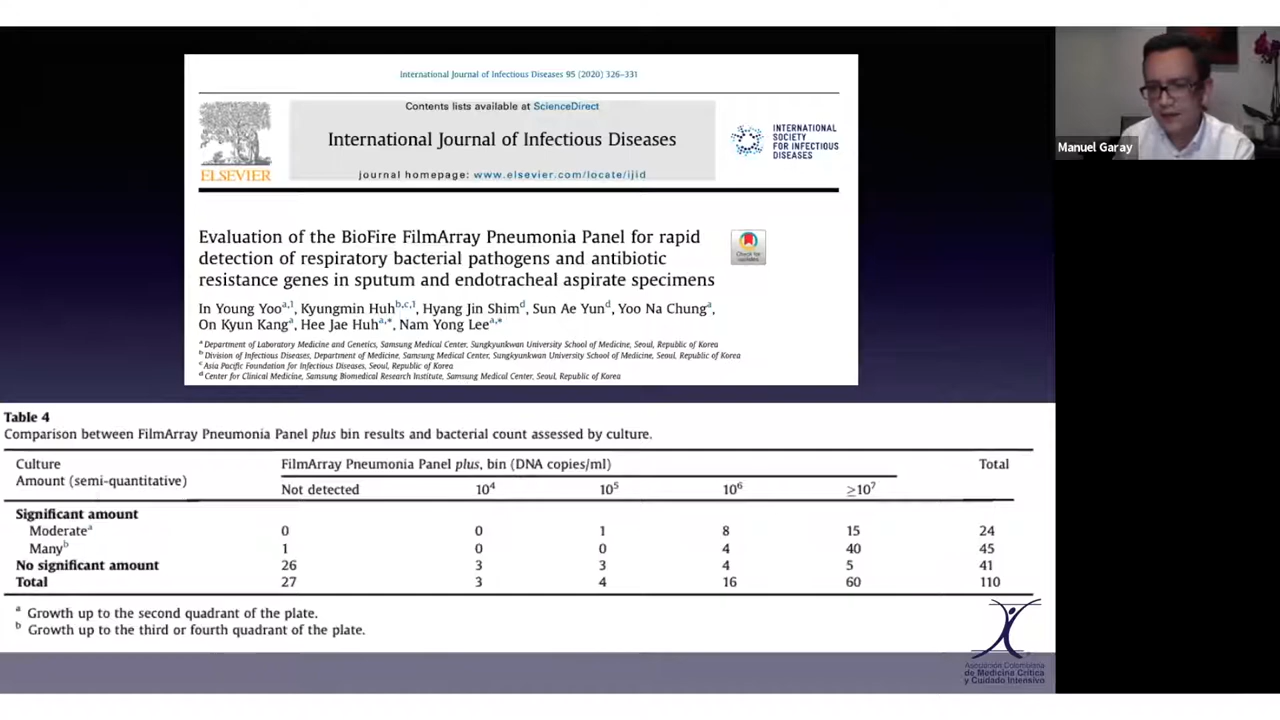 International Journal of Infectious Diseases 95 (2020) 326–331
Contents lists available at ScienceDirect
International Journal of Infectious Diseases
journal homepage: www.elsevier.com/locate/ijid
ELSEVIER
INTERNATIONAL
SOCIETY
FOR INFECTIOUS
DISEASES
Manuel Garay
Evaluation of the BioFire FilmArray Pneumonia Panel for rapid
detection of respiratory bacterial pathogens and antibiotic
resistance genes in sputum and endotracheal aspirate specimens
Check for
updates
In Young Yoo a,1, Kyungmin Huh b,c,1, Hyang Jin Shim d, Sun Ae Yun d, Yoo Na Chung a,
On Kyun Kang a, Hee Jae Huh a,*, Nam Yong Lee a,*
a Department of Laboratory Medicine and Genetics, Samsung Medical Center, Sungkyunkwan University School of Medicine, Seoul, Republic of Korea
b Division of Infectious Diseases, Department of Medicine, Samsung Medical Center, Sungkyunkwan University School of Medicine, Seoul, Republic of Korea
c Asia Pacific Foundation for Infectious Diseases, Seoul, Republic of Korea
d Center for Clinical Medicine, Samsung Biomedical Research Institute, Samsung Medical Center, Seoul, Republic of Korea
Table 4
Comparison between FilmArray Pneumonia Panel plus bin results and bacterial count assessed by culture.
Culture FilmArray Pneumonia Panel plus, bin (DNA copies/ml) Total
Amount (semi-quantitative)
Not detected 10⁴ 10⁵ 10⁶ ≥10⁷
Significant amount
Moderate a 0 0 1 8 15 24
Many b 1 0 0 4 40 45
No significant amount 26 3 3 4 5 41
Total 27 3 4 16 60 110
a Growth up to the second quadrant of the plate.
b Growth up to the third or fourth quadrant of the plate.
Asociación Colombiana
de Medicina Crítica
y Cuidado Intensivo